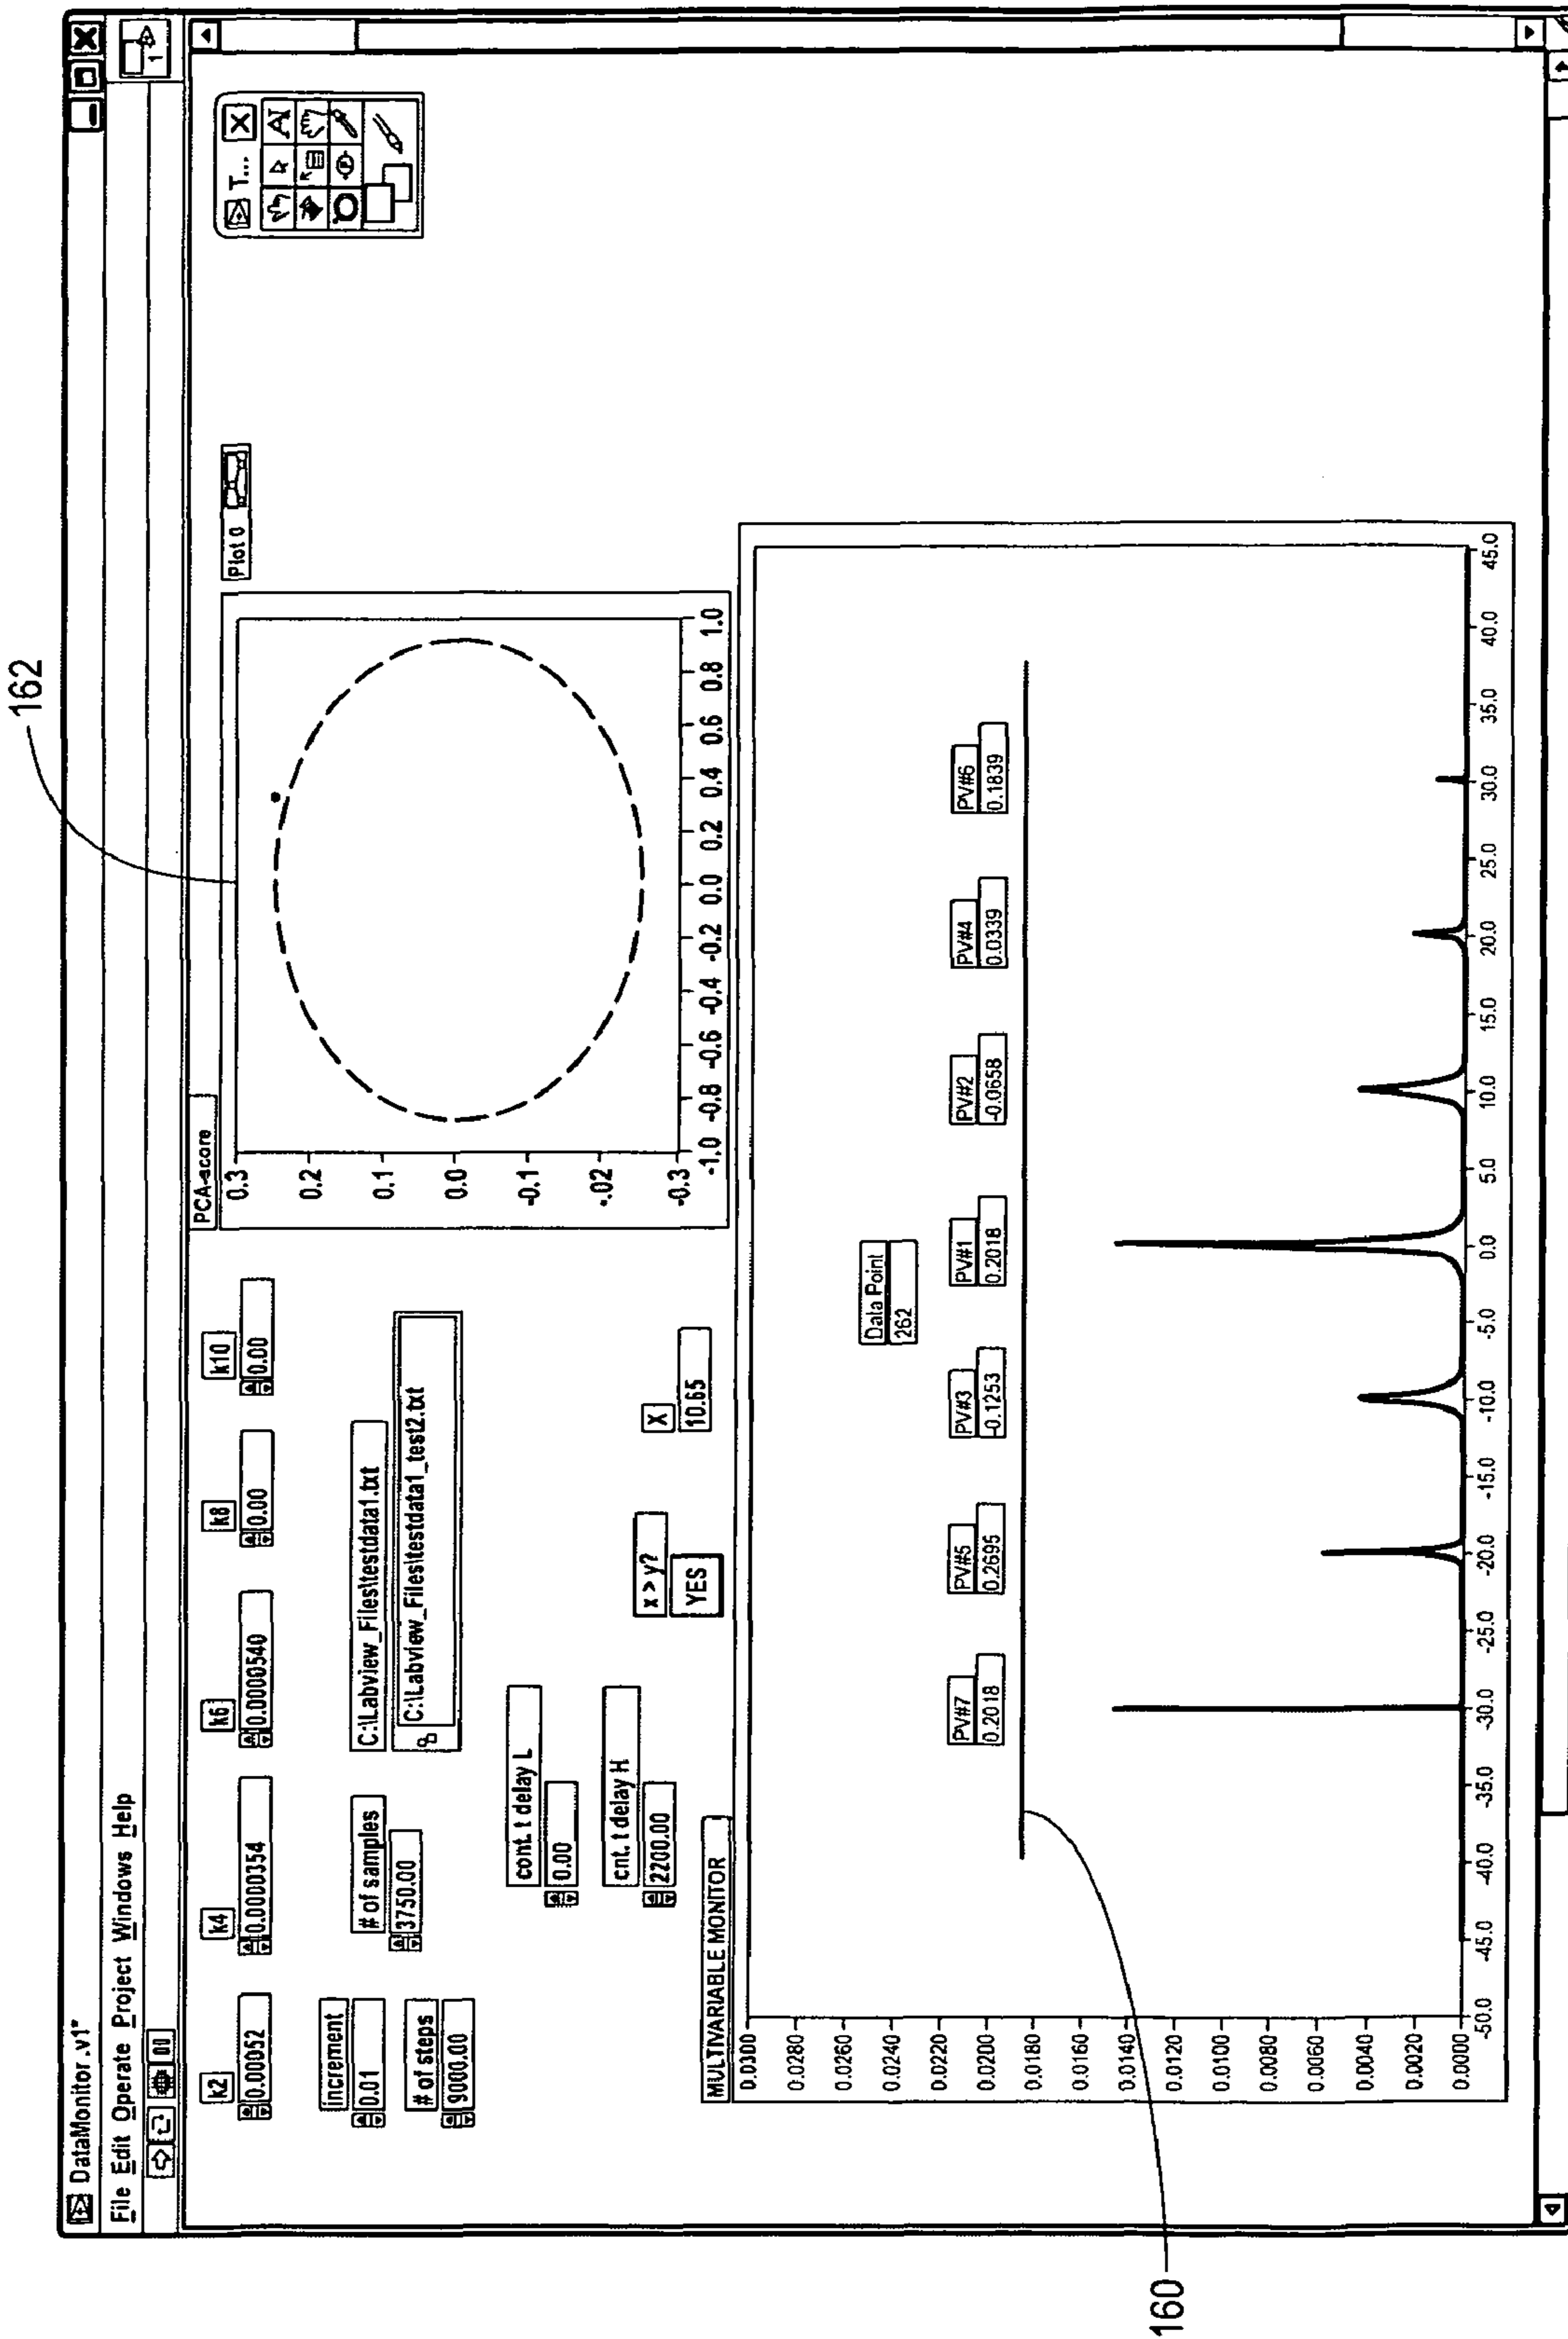 162
DataMonitor.v1*
File Edit Operate Project Windows Help
1
k2
0.00052
k4
0.0000354
k6
0.0000540
k8
0.00
k10
0.00
increment
0.01
# of steps
9000.00
# of samples
3750.00
C:\Labview_Files\testdata1.txt
C:\Labview_Files\testdata1_test2.txt
cont. t delay L
0.00
cnt. t delay H
2200.00
x > y?
YES
X
10.65
PCA-score
0.3
0.2
0.1
0.0
-0.1
-.02
-0.3
-1.0 -0.8 -0.6 -0.4 -0.2 0.0 0.2 0.4 0.6 0.8 1.0
Plot 0
T...
MULTIVARIABLE MONITOR
0.0300
0.0280
0.0260
0.0240
0.0220
0.0200
0.0180
0.0160
0.0140
0.0120
0.0100
0.0080
0.0060
0.0040
0.0020
0.0000
Data Point
262
PV#7
0.2018
PV#5
0.2695
PV#3
-0.1253
PV#1
0.2018
PV#2
-0.0658
PV#4
0.0339
PV#6
0.1839
-50.0 -45.0 -40.0 -35.0 -30.0 -25.0 -20.0 -15.0 -10.0 -5.0 0.0 5.0 10.0 15.0 20.0 25.0 30.0 35.0 40.0 45.0
160